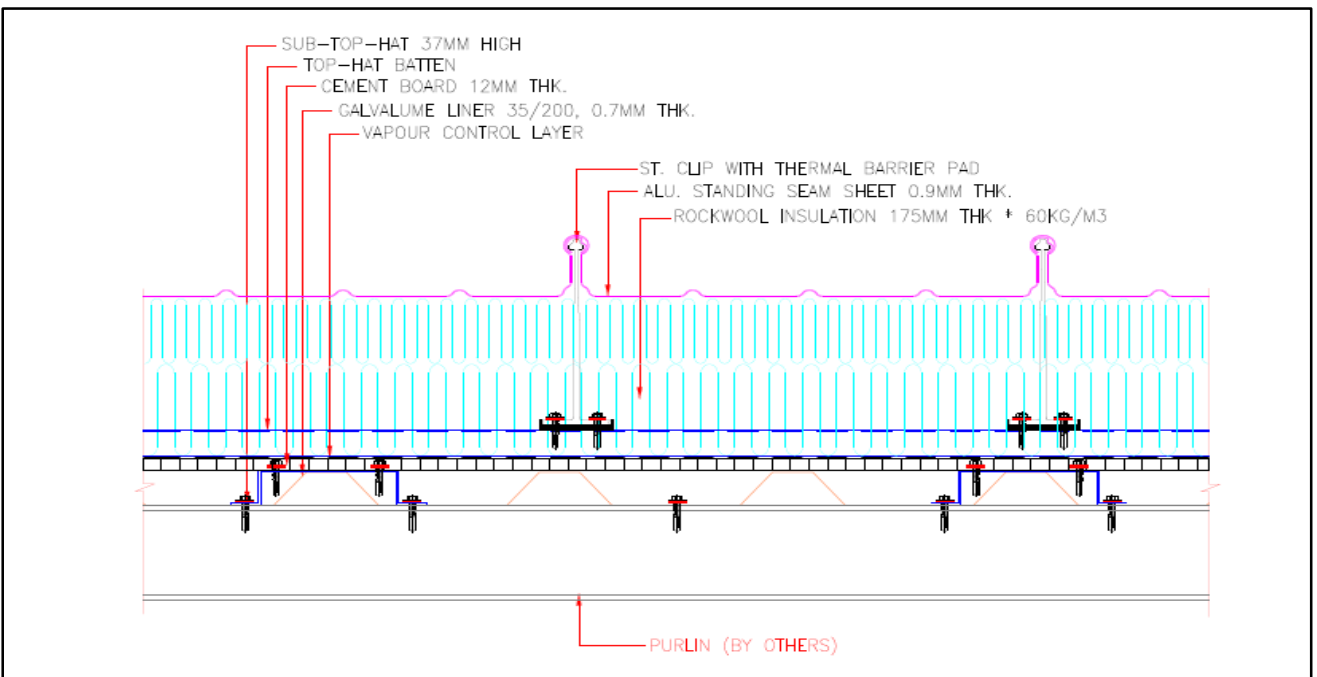 SUB-TOP-HAT 37MM HIGH
TOP-HAT BATTEN
CEMENT BOARD 12MM THK.
GALVALUME LINER 35/200, 0.7MM THK.
VAPOUR CONTROL LAYER
ST. CLIP WITH THERMAL BARRIER PAD
ALU. STANDING SEAM SHEET 0.9MM THK.
ROCKWOOL INSULATION 175MM THK * 60KG/M3
PURLIN (BY OTHERS)